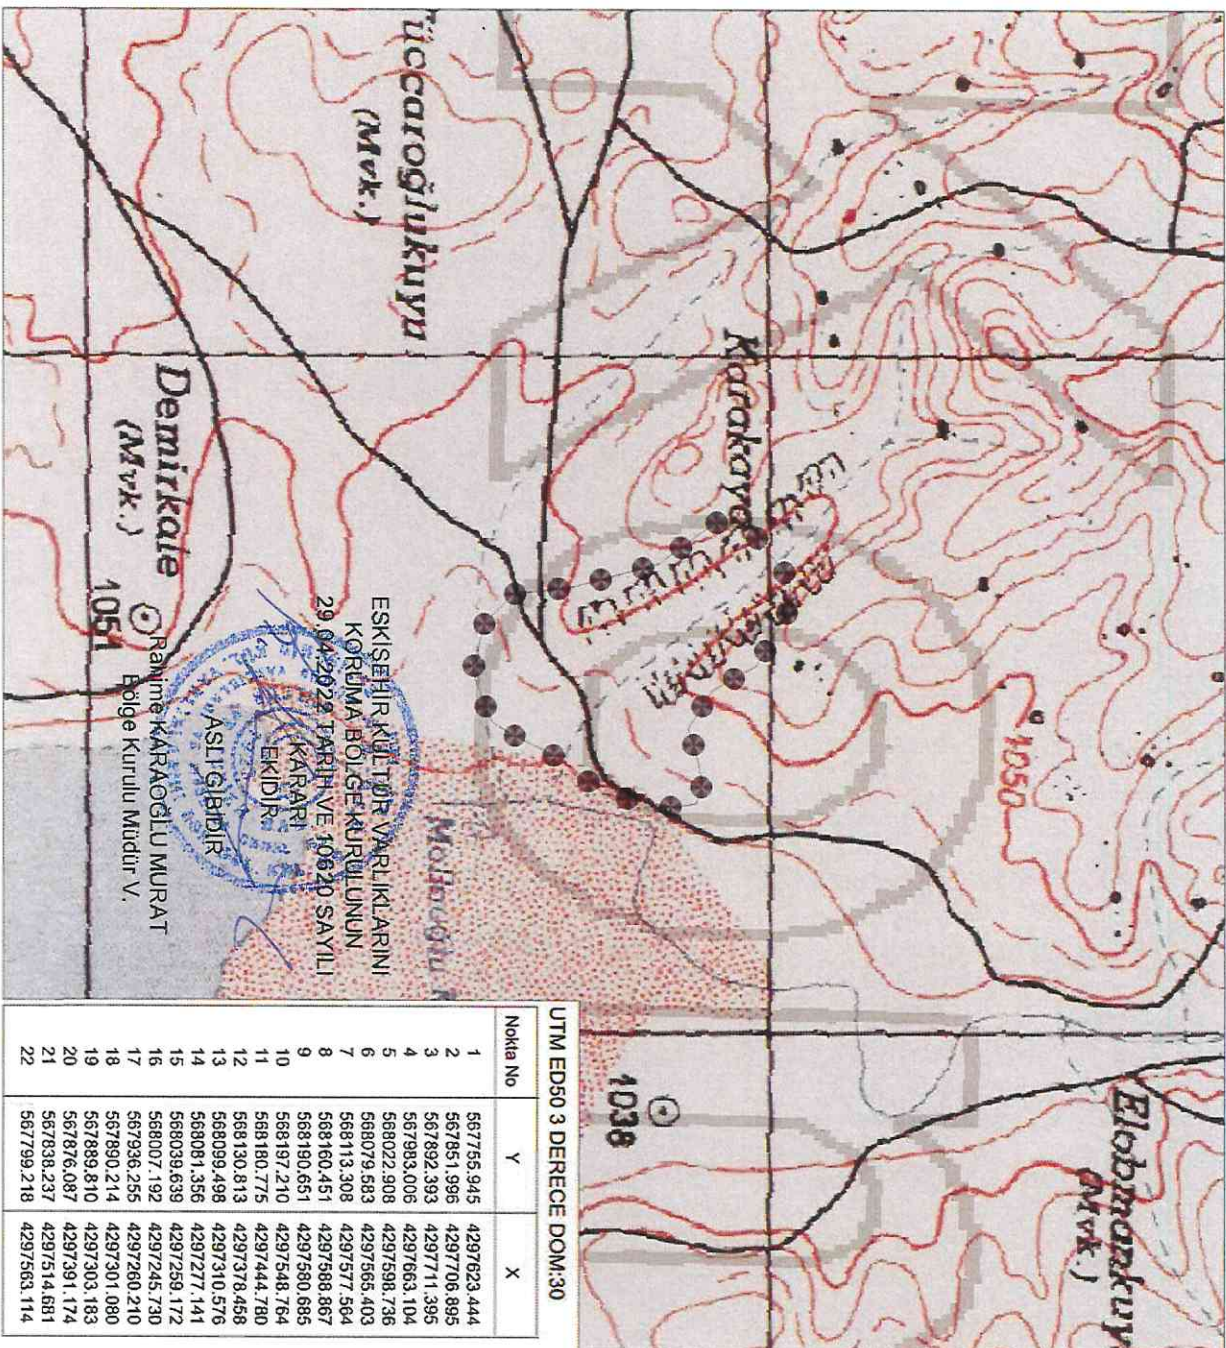 Tüccaroğlukuyu
(Mvk.)
Karakaya
Demirkale
(Mvk.)
1051
1050
1038
(Mvk.)
ESKİŞEHİR KÜLTÜR VARLIKLARINI
KORUMA BÖLGE KURULUNUN
29.04.2022 TARİH VE 10620 SAYILI
KARARI
EKİDİR
ASLI GİBİDİR
Rahime KARAOĞLU MURAT
Bölge Kurulu Müdür V.
UTM ED50 3 DERECE DOM:30
Nokta No Y X
1 567755.945 4297623.444
2 567851.996 4297706.895
3 567892.393 4297711.395
4 567983.006 4297663.104
5 568022.908 4297598.736
6 568079.583 4297565.403
7 568113.308 4297577.564
8 568160.451 4297588.867
9 568190.651 4297580.685
10 568197.210 4297548.764
11 568180.775 4297444.780
12 568130.813 4297378.458
13 568099.498 4297310.576
14 568081.356 4297277.141
15 568039.639 4297259.172
16 568007.192 4297245.730
17 567936.255 4297260.210
18 567890.214 4297301.080
19 567889.810 4297303.183
20 567876.087 4297391.174
21 567838.237 4297514.681
22 567799.218 4297563.114